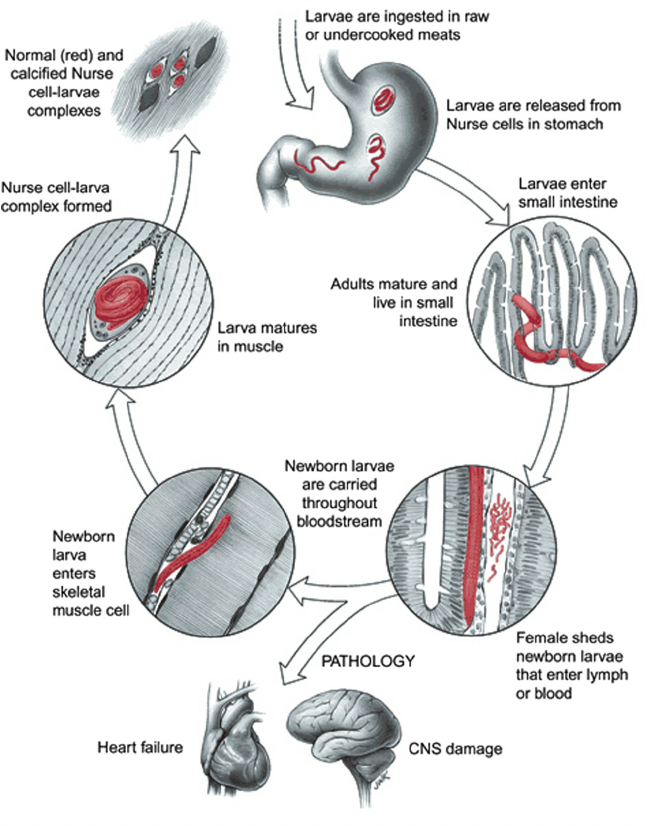 Larvae are ingested in raw
or undercooked meats
Normal (red) and
calcified Nurse
cell-larvae
complexes
Larvae are released from
Nurse cells in stomach
Larvae enter
small intestine
Nurse cell-larva
complex formed
Adults mature and
live in small
intestine
Larva matures
in muscle
Newborn larvae
are carried
throughout
bloodstream
Newborn
larva
enters
skeletal
muscle cell
Female sheds
newborn larvae
that enter lymph
or blood
PATHOLOGY
Heart failure
CNS damage